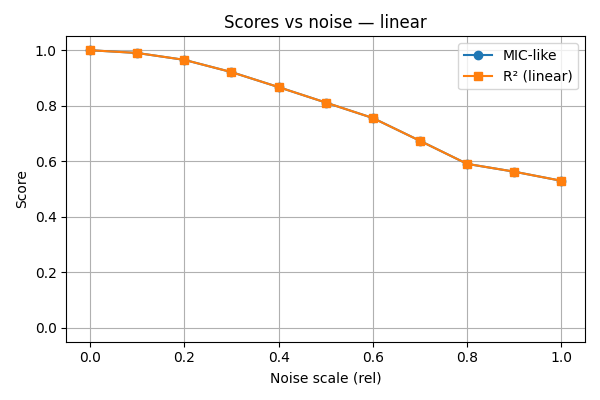 Scores vs noise — linear
MIC-like
R² (linear)
Score
1.0
0.8
0.6
0.4
0.2
0.0
0.0 0.2 0.4 0.6 0.8 1.0
Noise scale (rel)